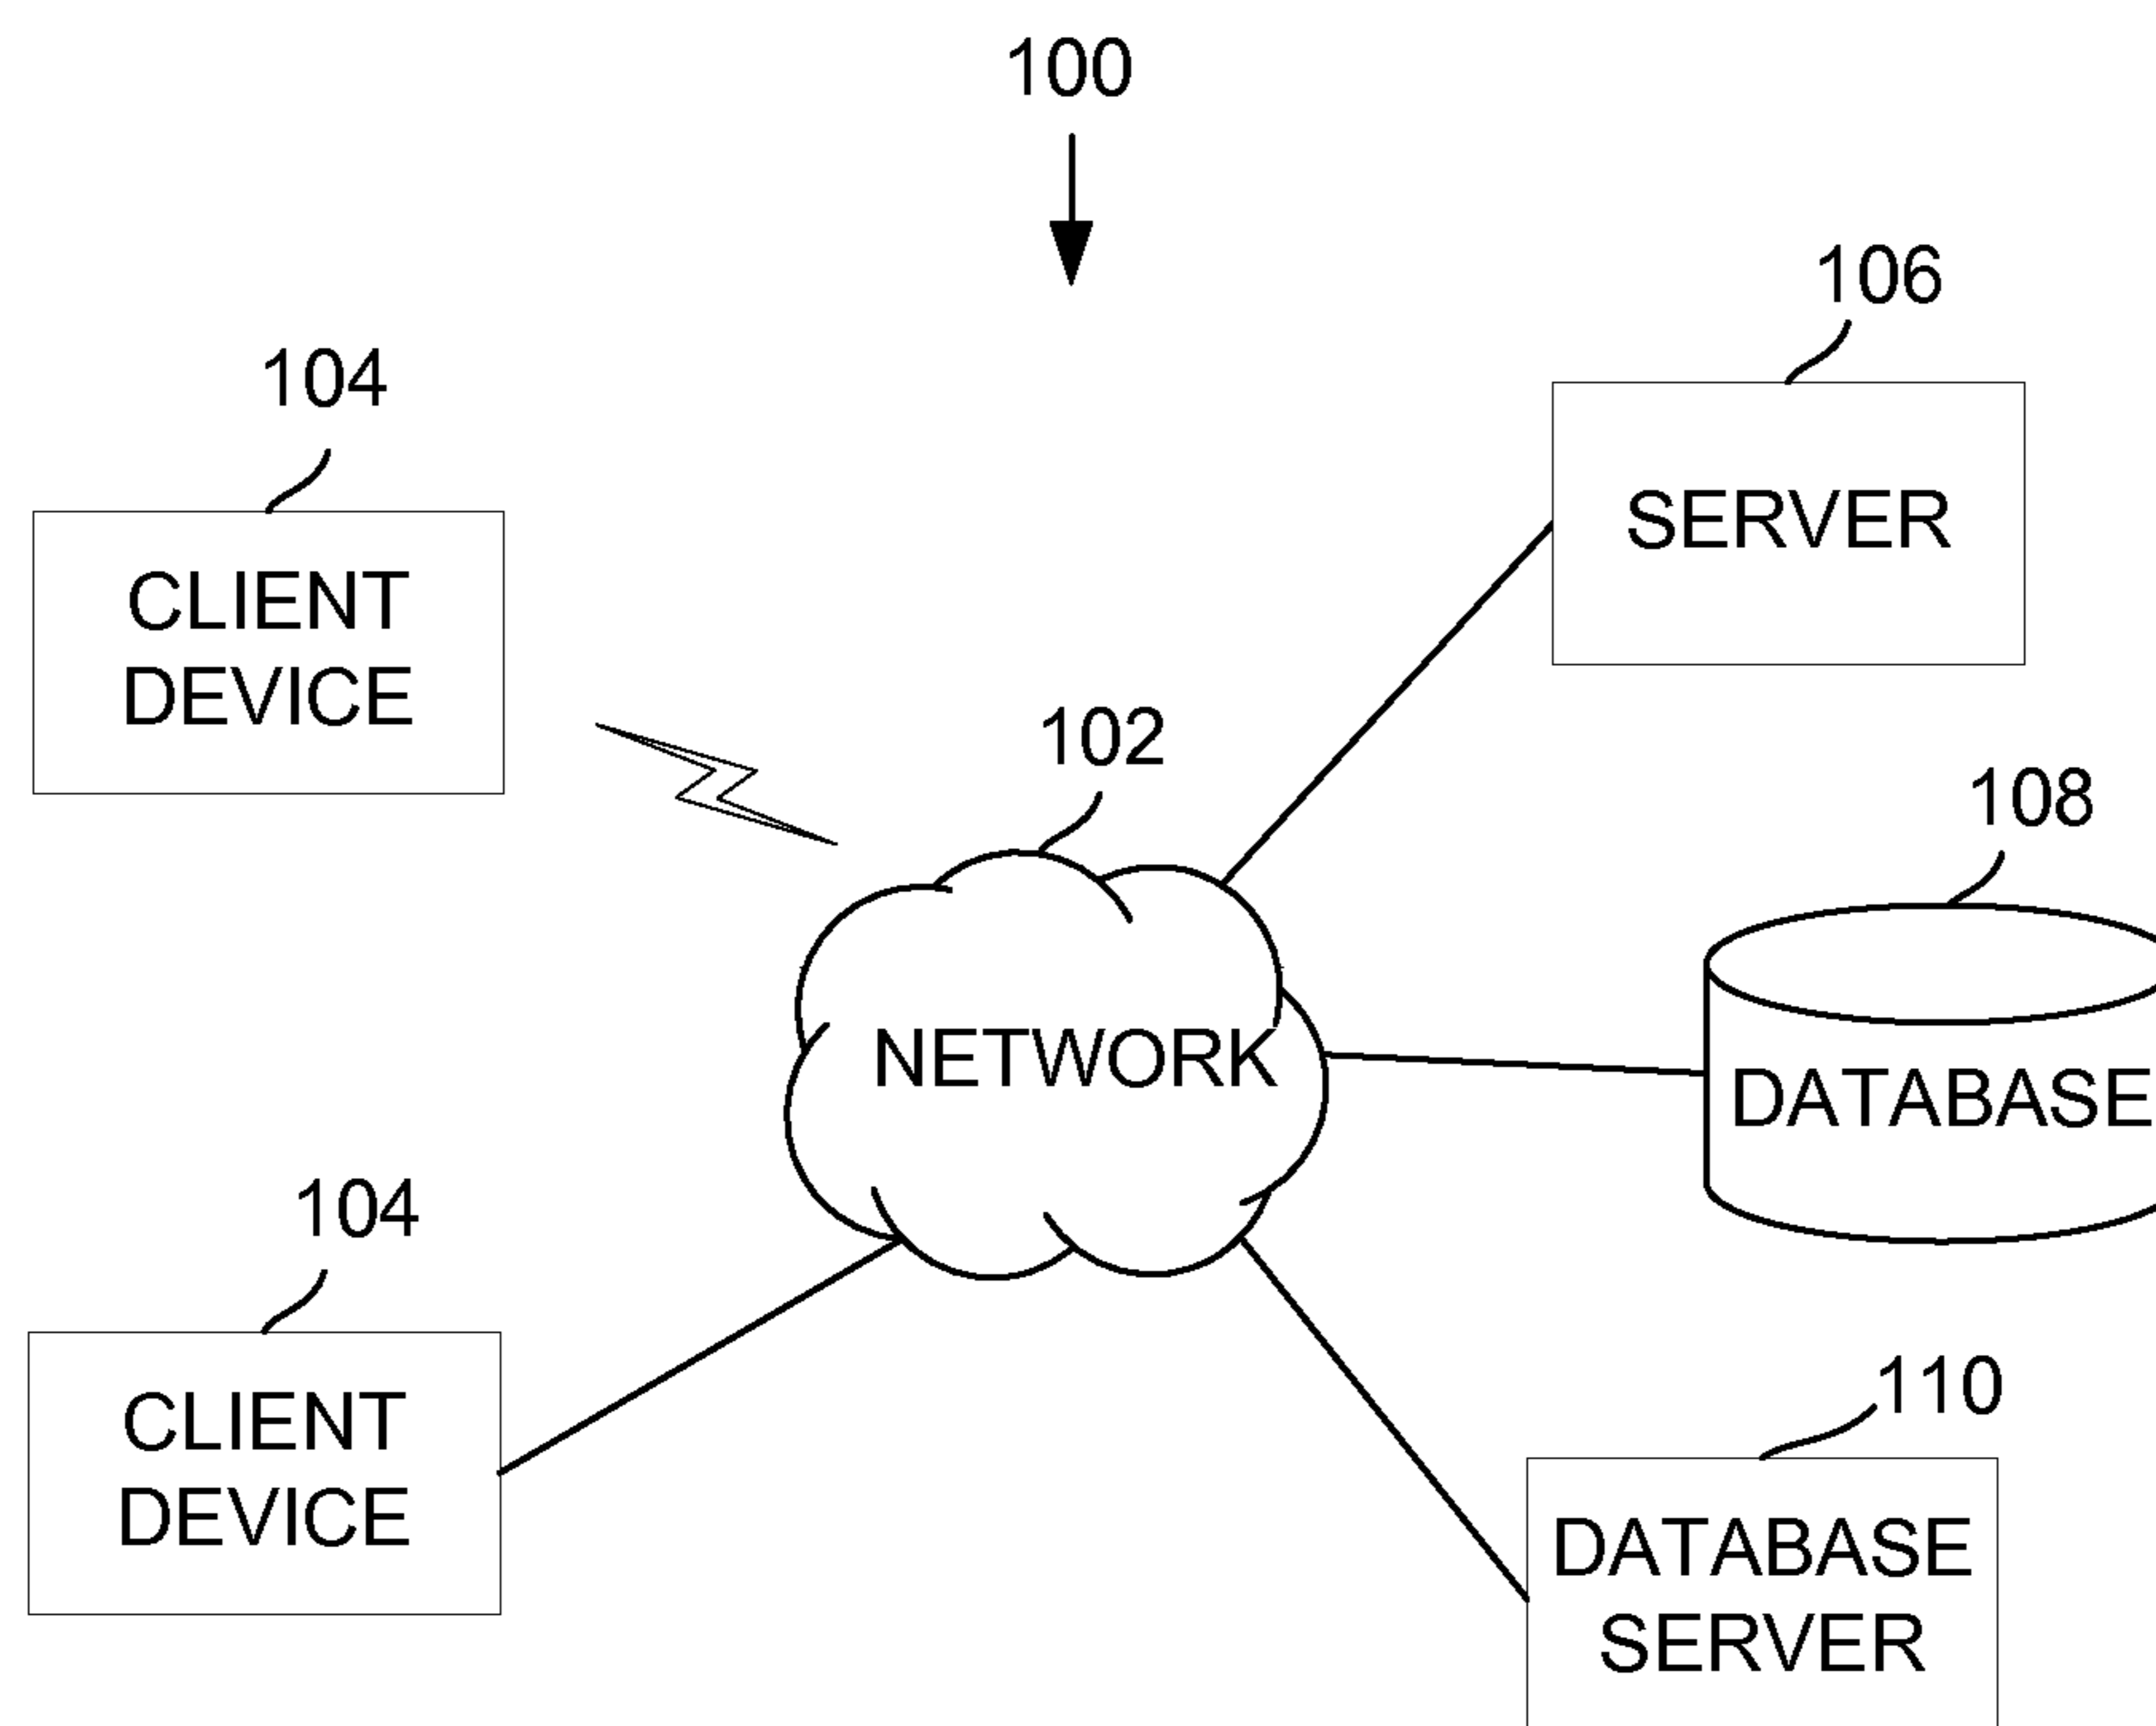 100
106
104
SERVER
CLIENT
DEVICE
102
108
NETWORK
DATABASE
104
110
CLIENT
DEVICE
DATABASE
SERVER